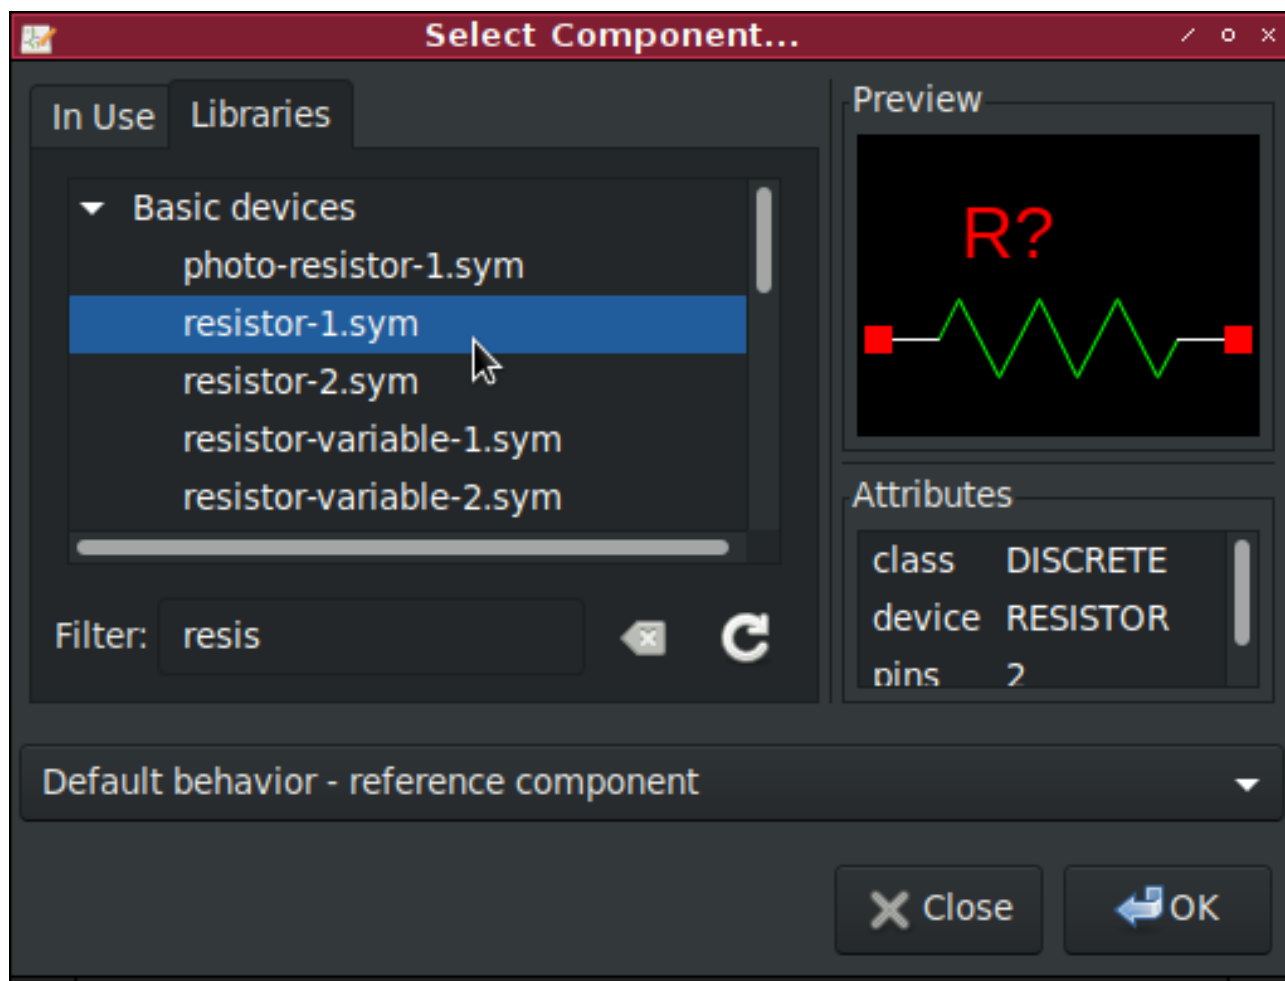 Select Component...
In Use
Libraries
Basic devices
photo-resistor-1.sym
resistor-1.sym
resistor-2.sym
resistor-variable-1.sym
resistor-variable-2.sym
Filter: resis
Preview
R?
Attributes
class DISCRETE
device RESISTOR
pins 2
Default behavior - reference component
Close
OK